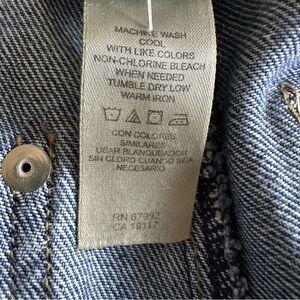 MACHINE WASH
COOL
WITH LIKE COLORS
NON-CHLORINE BLEACH
WHEN NEEDED
TUMBLE DRY LOW
WARM IRON
CON COLORES
SIMILARES
USAR BLANQUEADOR
SIN CLORO CUANDO SEA
NECESARIO
RN 67992
CA 19117